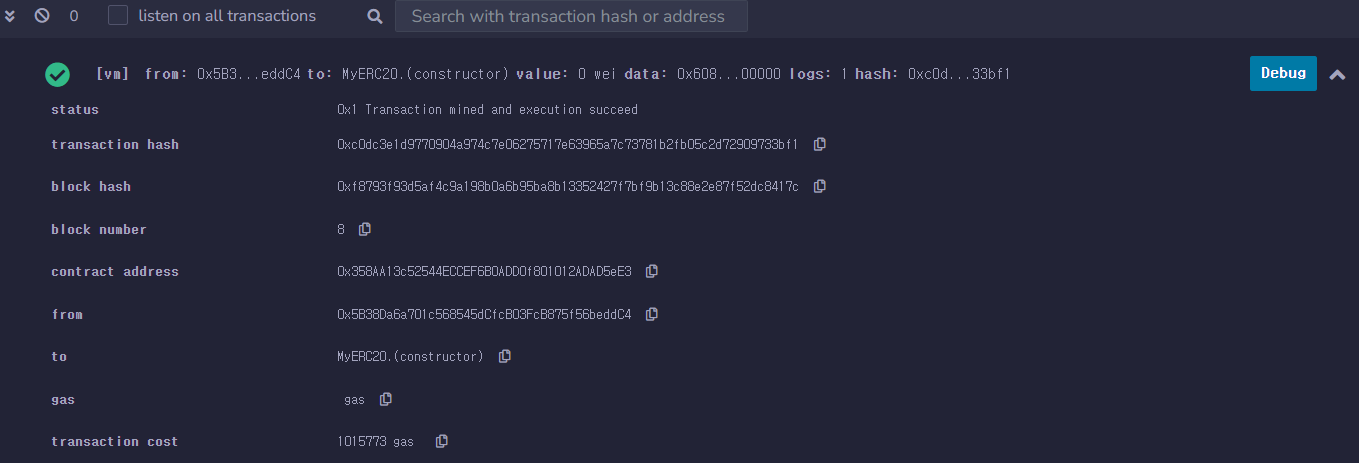 0 listen on all transactions Search with transaction hash or address
[vm] from: 0x5B3...eddC4 to: MyERC20.(constructor) value: 0 wei data: 0x608...00000 logs: 1 hash: 0xc0d...33bf1 Debug
status 0x1 Transaction mined and execution succeed
transaction hash 0xc0dc3e1d9770904a974c7e06275717e63965a7c73781b2fb05c2d72909733bf1
block hash 0xf8793f93d5af4c9a198b0a6b95ba8b13352427f7bf9b13c88e2e87f52dc8417c
block number 8
contract address 0x358AA13c52544ECCEF6B0ADD0f801012ADAD5eE3
from 0x5B38Da6a701c568545dCfcB03FcB875f56beddC4
to MyERC20.(constructor)
gas gas
transaction cost 1015773 gas